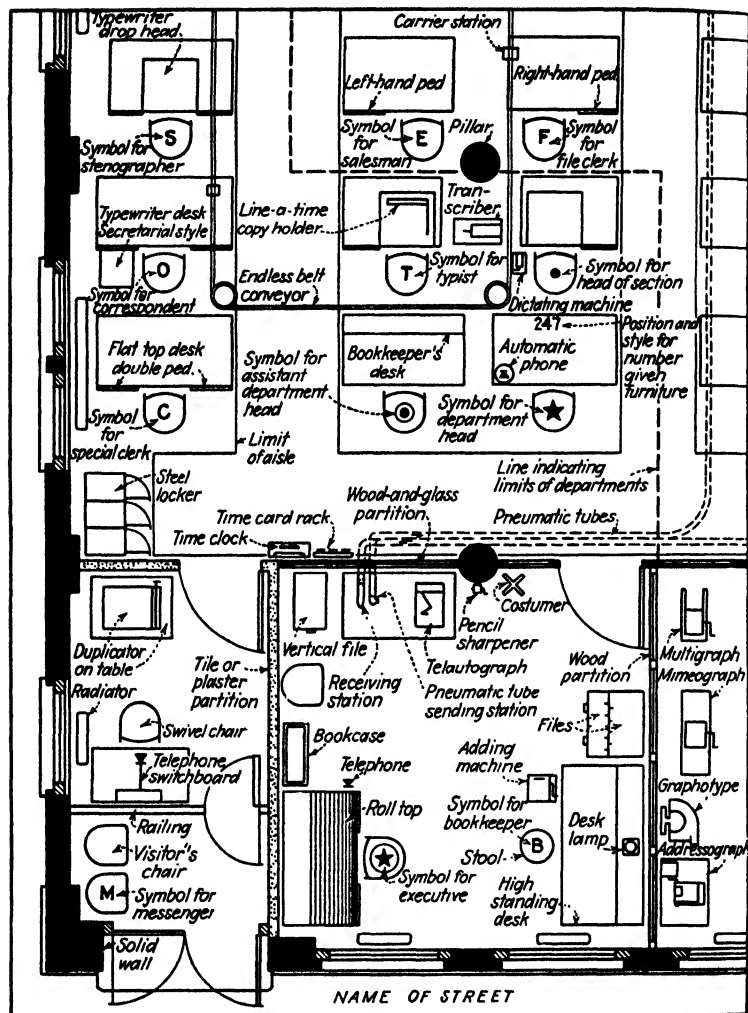 Typewriter
drop head
Carrier station
Left-hand ped.
Right-hand ped.
S
Symbol for
stenographer
Symbol
for
salesman
E
Pillar
F
Symbol
for
file clerk
Typewriter desk
Secretarial style
Line-a-time
copy holder
Tran-
scriber
O
Symbol for
correspondent
Endless belt
conveyor
T
Symbol for
typist
Symbol for
head of section
Dictating machine
Flat top desk
double ped.
Symbol for
assistant
department
head
Bookkeeper's
desk
247
Automatic
phone
Position and
style for
number
given
furniture
C
Symbol
for
special clerk
Symbol for
department
head
Limit
of aisle
Steel
locker
Line indicating
limits of departments
Wood-and-glass
partition
Time card rack
Time clock
Pneumatic tubes
Duplicator
on table
Tile or
plaster
partition
Vertical file
Telautograph
Pencil
sharpener
Costumer
Wood
partition
Multigraph
Mimeograph
Radiator
Receiving
station
Pneumatic tube
sending station
Files
Swivel chair
Bookcase
Telephone
switchboard
Telephone
Adding
machine
Graphotype
Roll top
Symbol for
bookkeeper
Desk
lamp
Railing
Visitor's
chair
Stool
B
Addressograph
M
Symbol for
messenger
Symbol for
executive
High
standing
desk
Solid
wall
NAME OF STREET